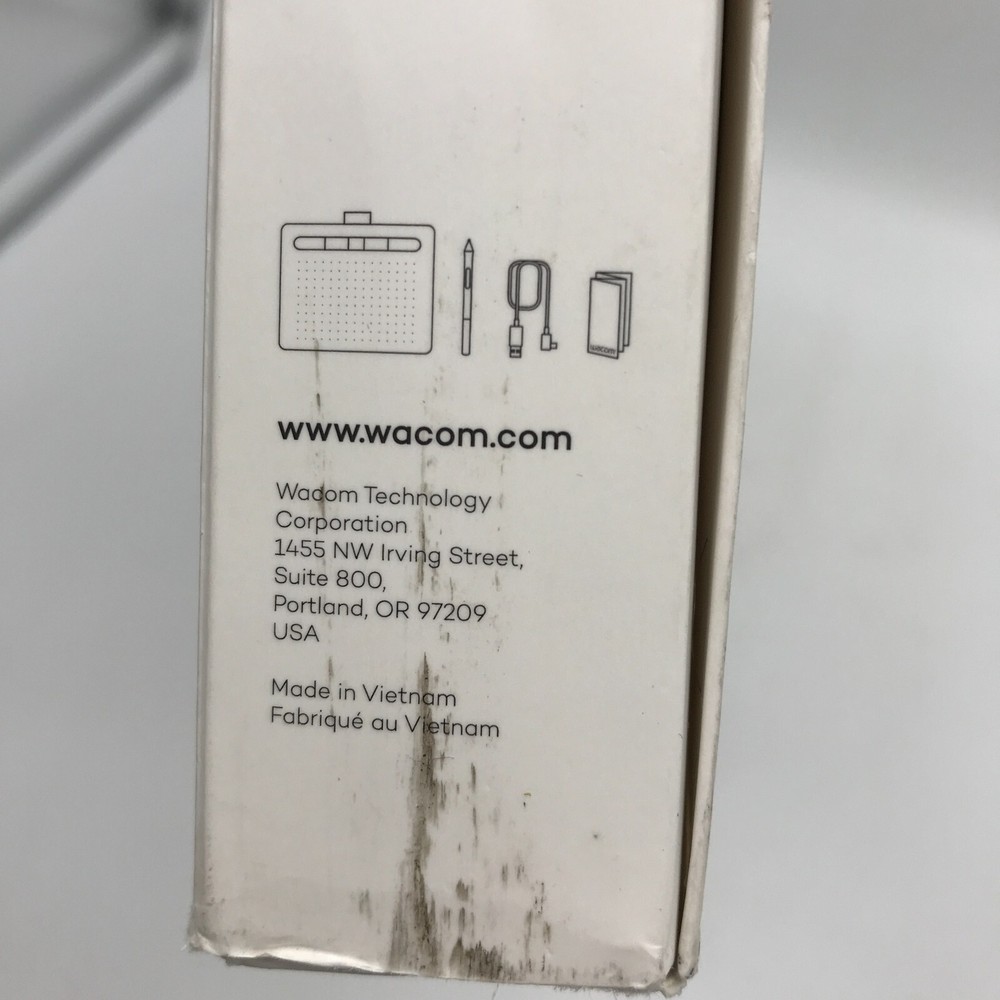 wacom
www.wacom.com
Wacom Technology
Corporation
1455 NW Irving Street,
Suite 800,
Portland, OR 97209
USA
Made in Vietnam
Fabriqué au Vietnam